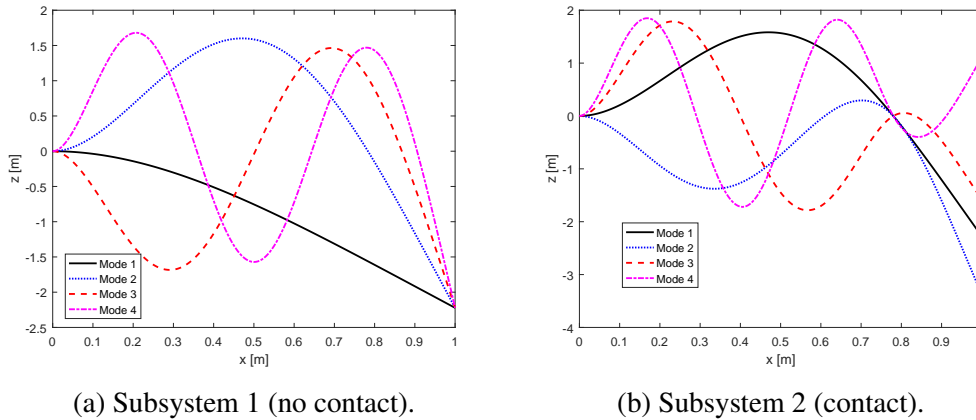 2
1.5
1
0.5
0
-0.5
-1
-1.5
-2
-2.5
z [m]
Mode 1
Mode 2
Mode 3
Mode 4
0 0.1 0.2 0.3 0.4 0.5 0.6 0.7 0.8 0.9 1
x [m]
(a) Subsystem 1 (no contact).
2
1
0
-1
-2
-3
-4
z [m]
Mode 1
Mode 2
Mode 3
Mode 4
0 0.1 0.2 0.3 0.4 0.5 0.6 0.7 0.8 0.9
x [m]
(b) Subsystem 2 (contact).